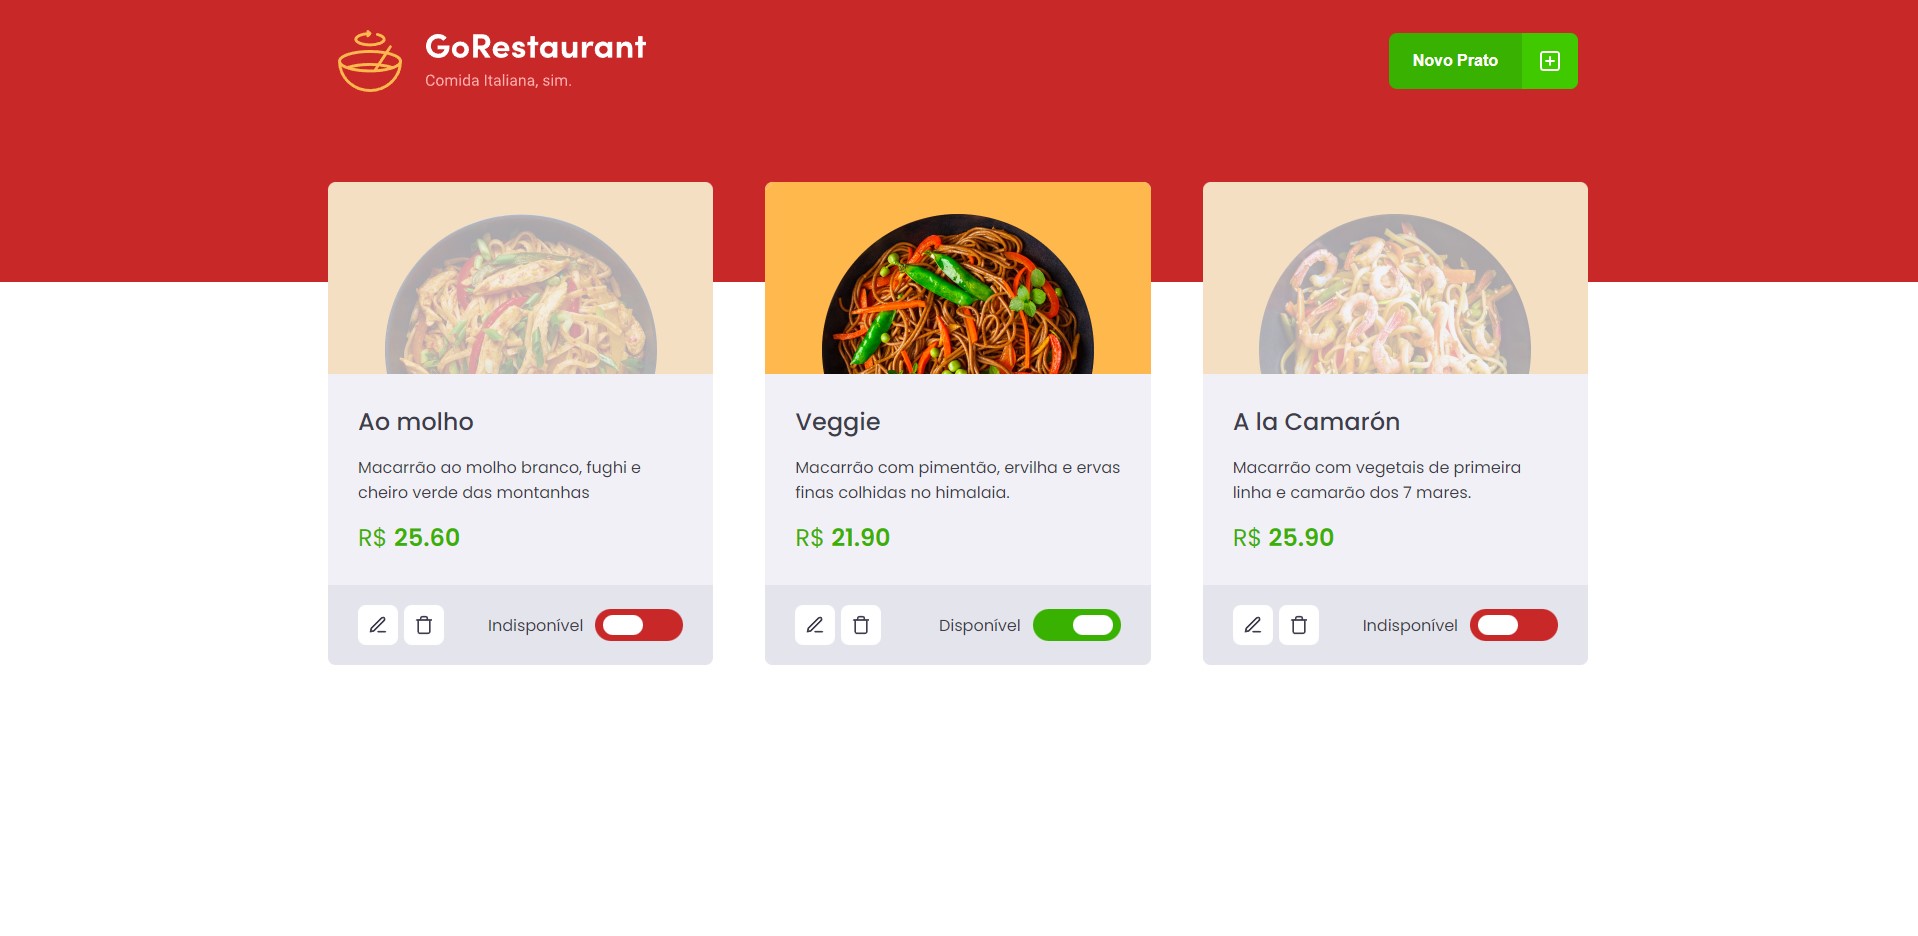 GoRestaurant
Comida Italiana, sim.
Novo Prato
Ao molho
Macarrão ao molho branco, fughi e
cheiro verde das montanhas
R$ 25.60
Indisponível
Veggie
Macarrão com pimentão, ervilha e ervas
finas colhidas no himalaia.
R$ 21.90
Disponível
A la Camarón
Macarrão com vegetais de primeira
linha e camarão dos 7 mares.
R$ 25.90
Indisponível